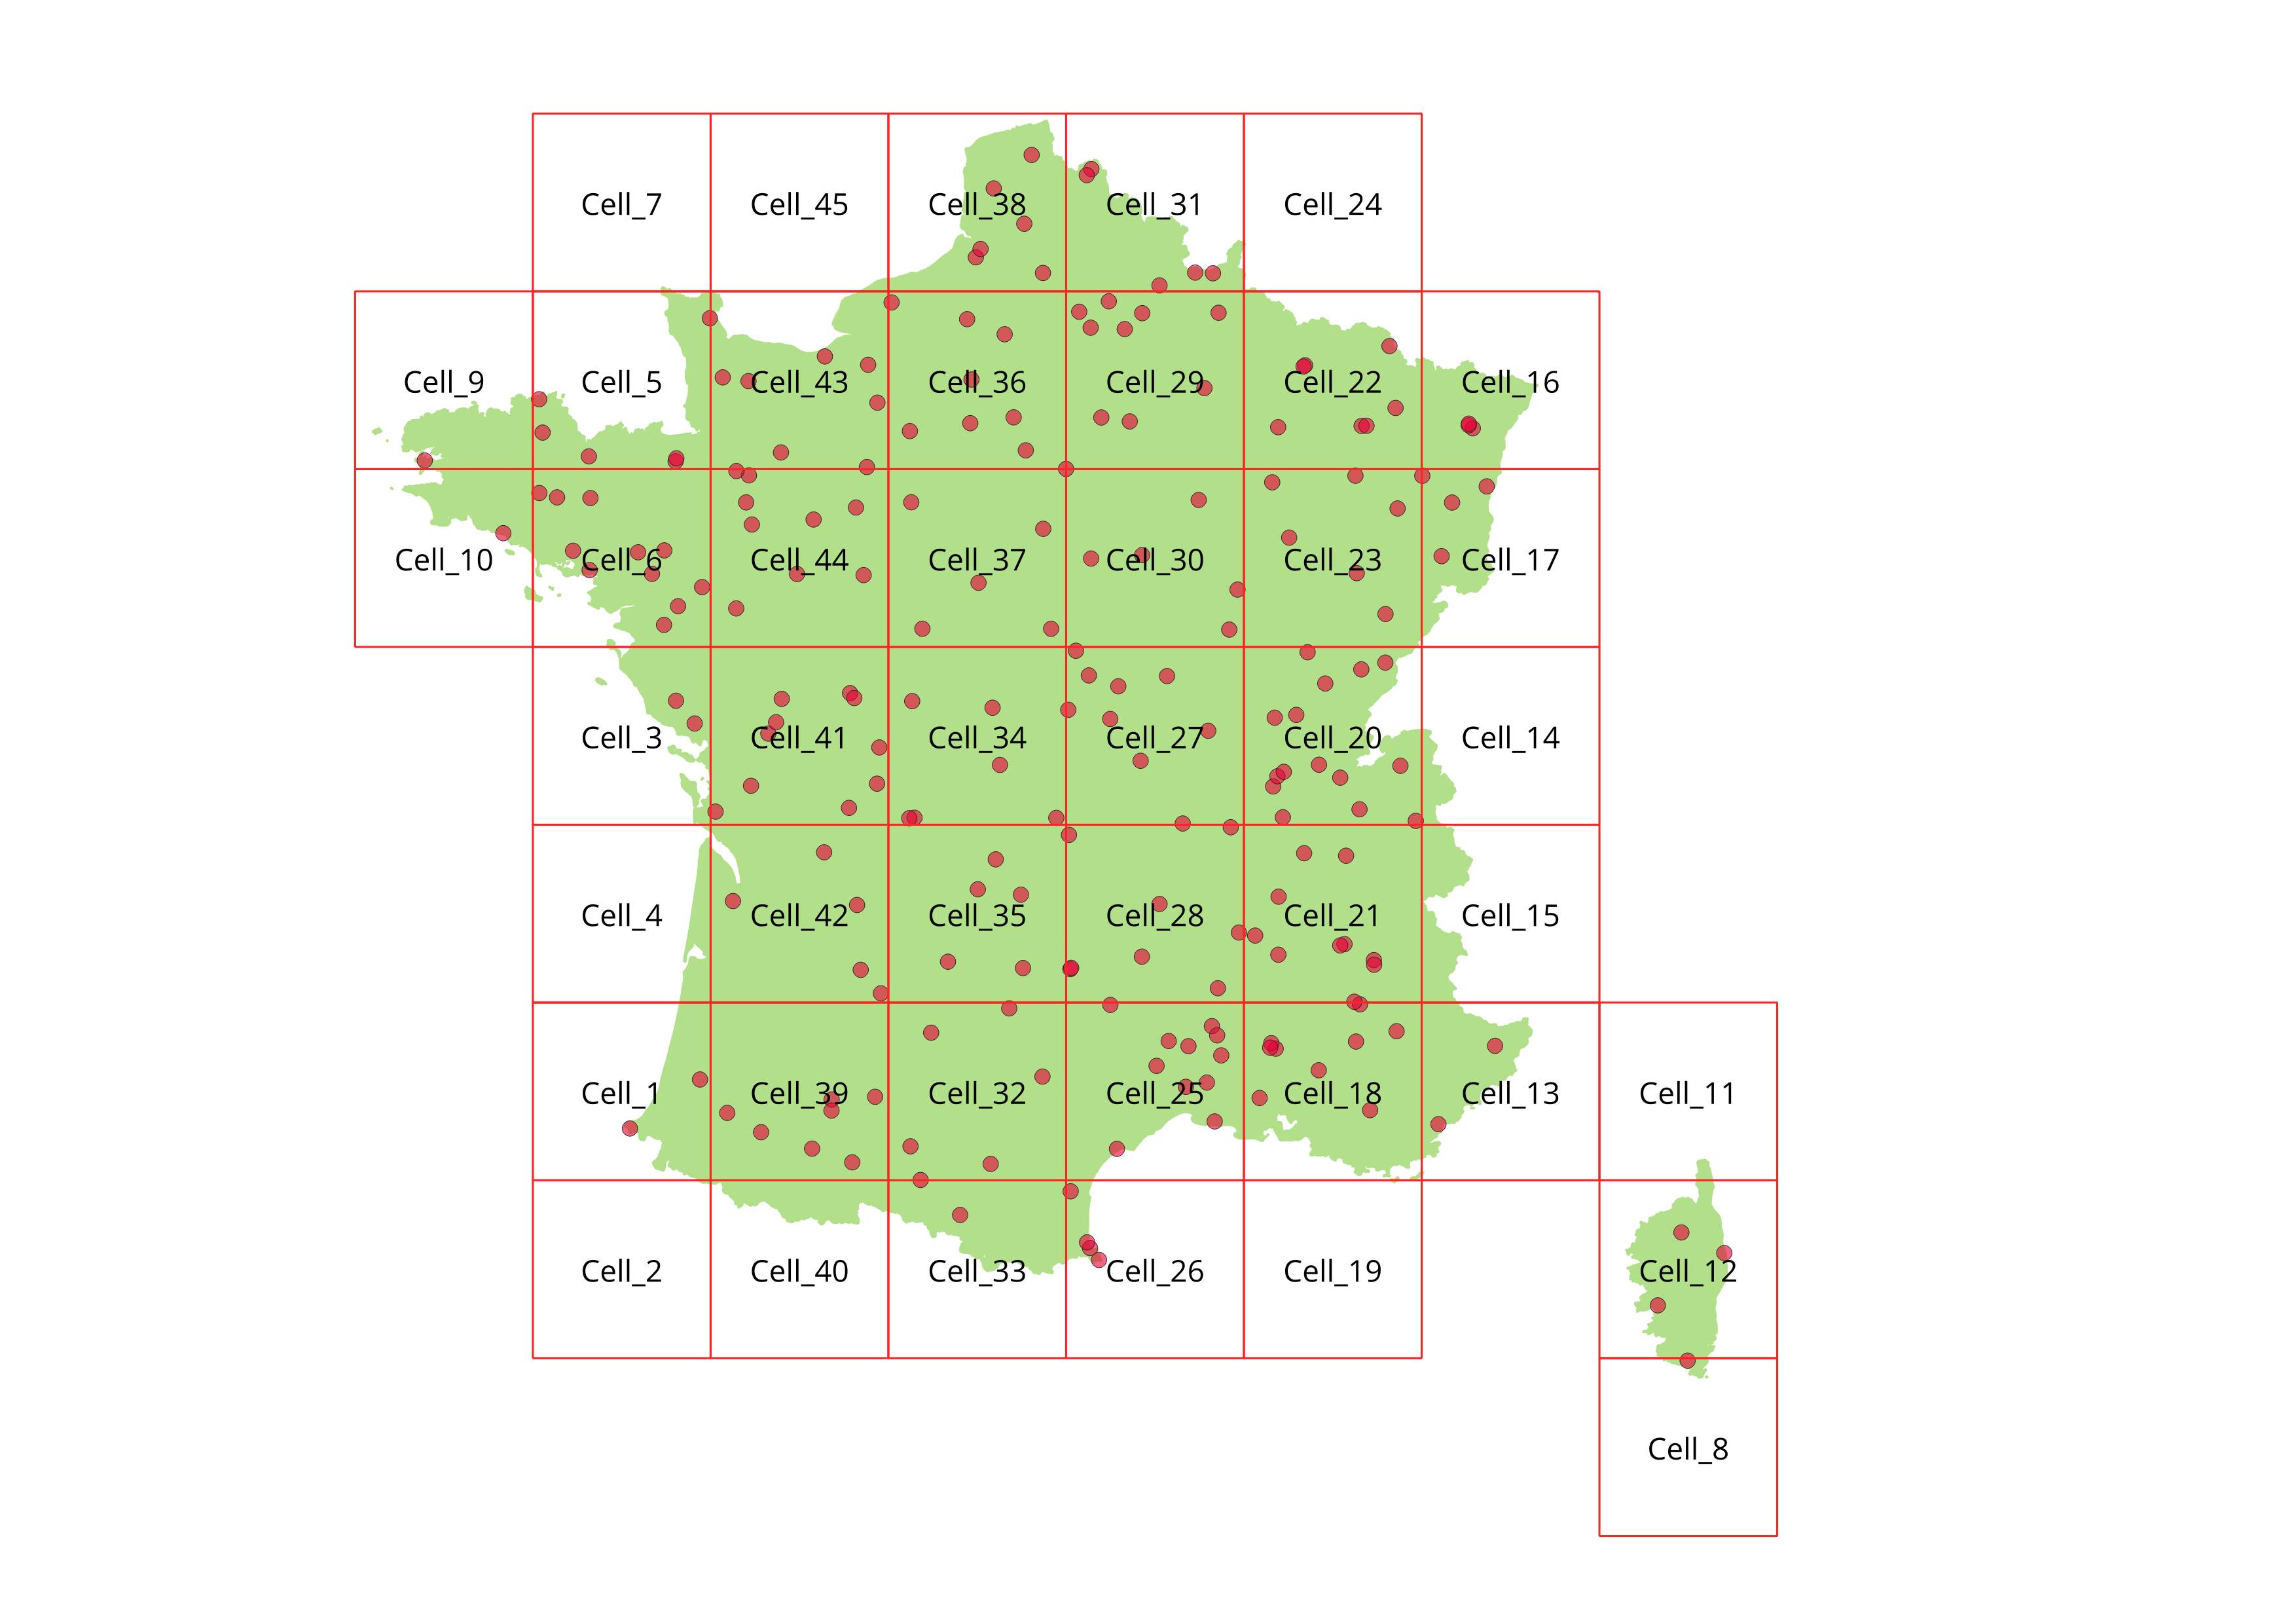 Cell_7 Cell_45 Cell_38 Cell_31 Cell_24
Cell_9 Cell_5 Cell_43 Cell_36 Cell_29 Cell_22 Cell_16
Cell_10 Cell_6 Cell_44 Cell_37 Cell_30 Cell_23 Cell_17
Cell_3 Cell_41 Cell_34 Cell_27 Cell_20 Cell_14
Cell_4 Cell_42 Cell_35 Cell_28 Cell_21 Cell_15
Cell_1 Cell_39 Cell_32 Cell_25 Cell_18 Cell_13 Cell_11
Cell_2 Cell_40 Cell_33 Cell_26 Cell_19 Cell_12
Cell_8